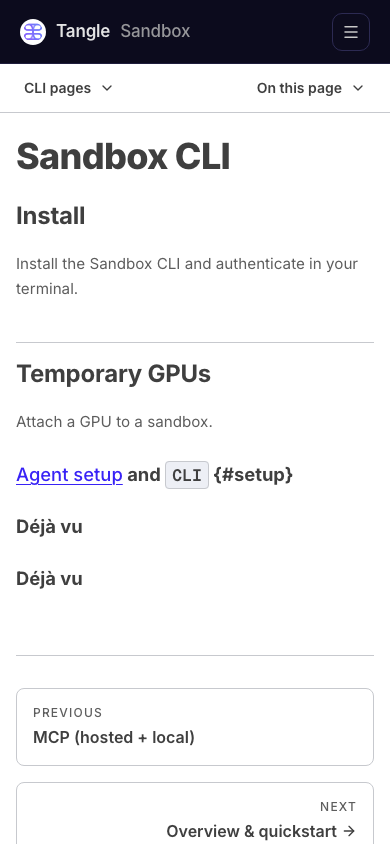 Tangle Sandbox
CLI pages
On this page
Sandbox CLI
Install
Install the Sandbox CLI and authenticate in your
terminal.
Temporary GPUs
Attach a GPU to a sandbox.
Agent setup and CLI {#setup}
Déjà vu
Déjà vu
PREVIOUS
MCP (hosted + local)
NEXT
Overview & quickstart →